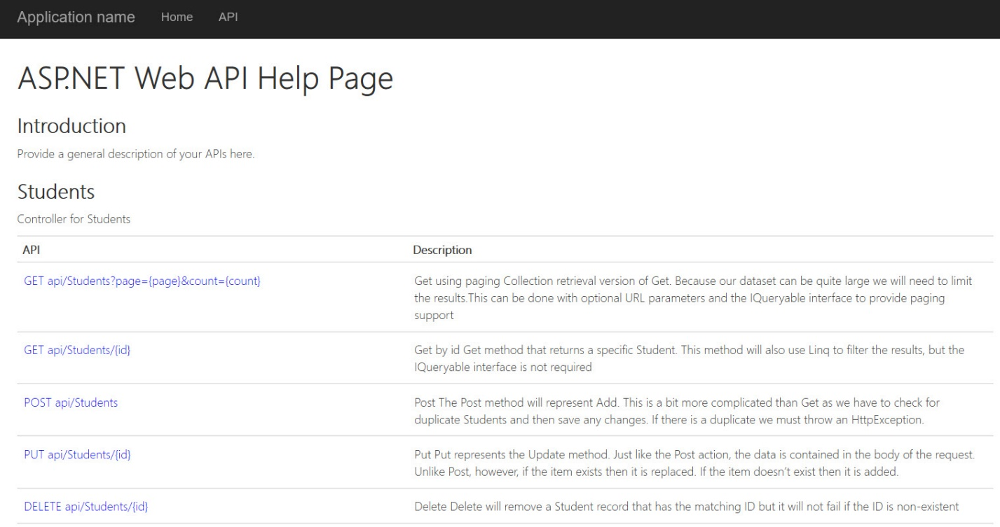 Application name Home API
ASP.NET Web API Help Page
Introduction
Provide a general description of your APIs here.
Students
Controller for Students
API Description
GET api/Students?page={page}&count={count} Get using paging Collection retrieval version of Get. Because our dataset can be quite large we will need to limit
the results.This can be done with optional URL parameters and the IQueryable interface to provide paging
support
GET api/Students/{id} Get by id Get method that returns a specific Student. This method will also use Linq to filter the results, but the
IQueryable interface is not required
POST api/Students Post The Post method will represent Add. This is a bit more complicated than Get as we have to check for
duplicate Students and then save any changes. If there is a duplicate we must throw an HttpException.
PUT api/Students/{id} Put Put represents the Update method. Just like the Post action, the data is contained in the body of the request.
Unlike Post, however, if the item exists then it is replaced. If the item doesn’t exist then it is added.
DELETE api/Students/{id} Delete Delete will remove a Student record that has the matching ID but it will not fail if the ID is non-existent